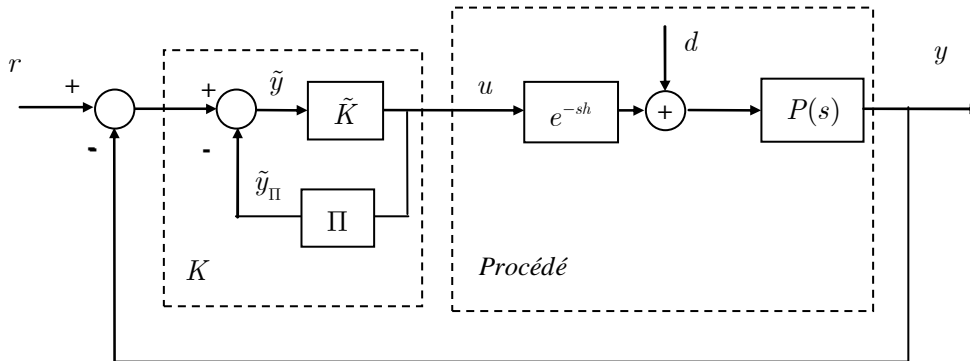 r
+
-
+
-
ỹ
K̃
ỹ_Π
Π
K
u
e^{-sh}
d
+
P(s)
y
Procédé